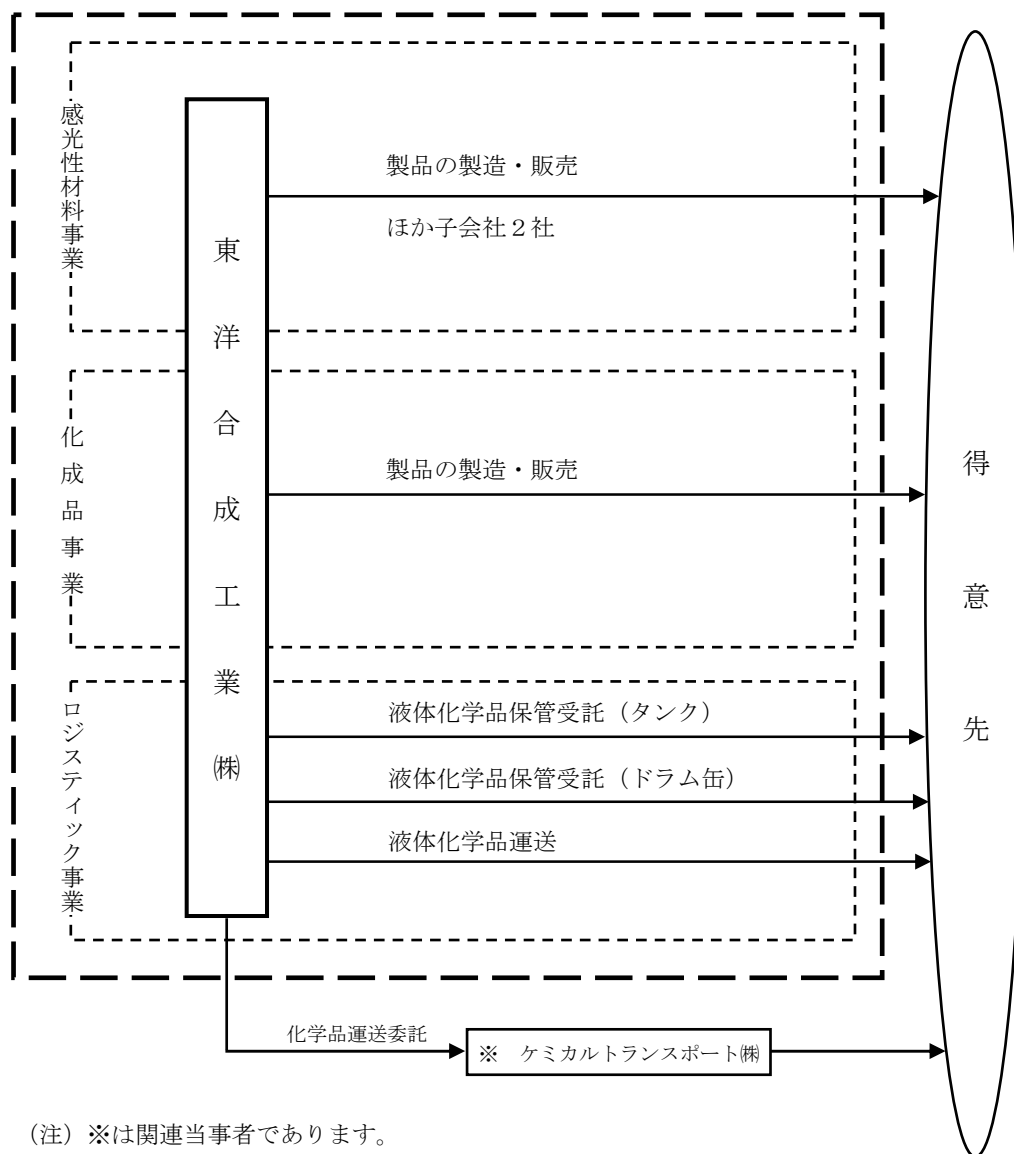 感光性材料事業
製品の製造・販売
ほか子会社２社
東洋合成工業㈱
化成品事業
製品の製造・販売
得意先
ロジスティック事業
液体化学品保管受託（タンク）
液体化学品保管受託（ドラム缶）
液体化学品運送
化学品運送委託
※　ケミカルトランスポート㈱
（注）※は関連当事者であります。